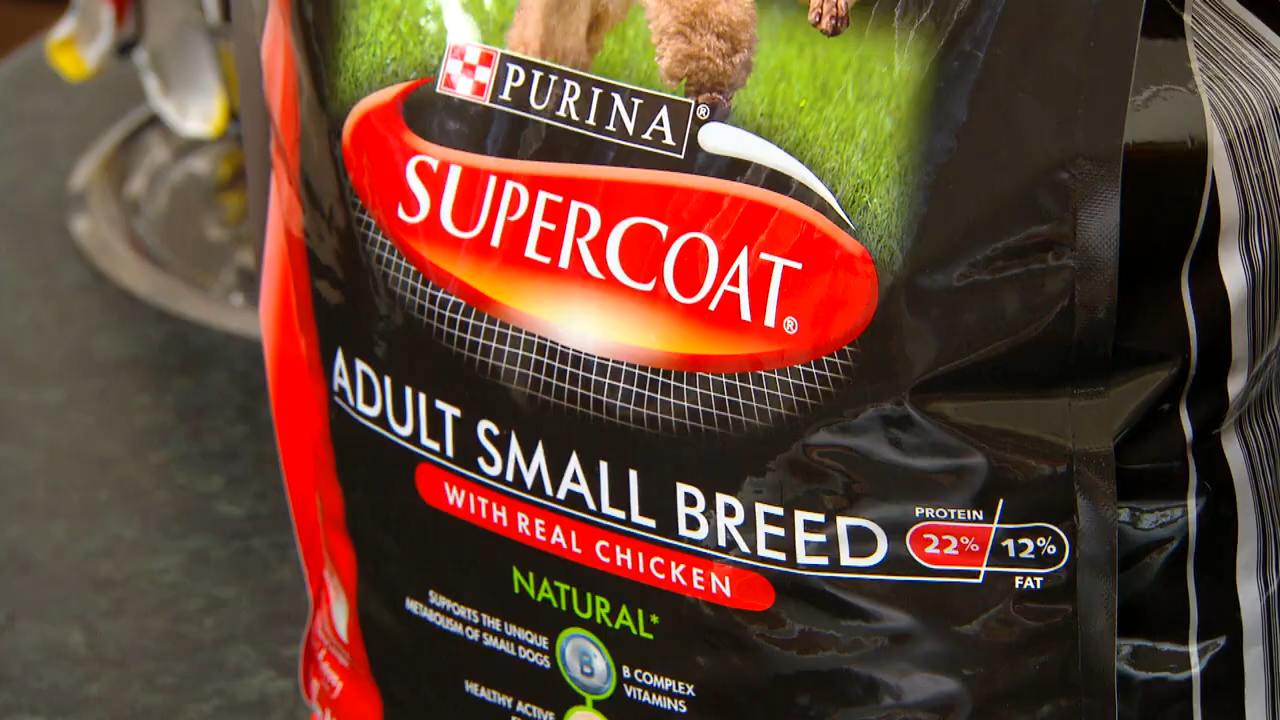 PURINA®
SUPERCOAT®
ADULT SMALL BREED
PROTEIN
22% 12%
FAT
WITH REAL CHICKEN
NATURAL*
SUPPORTS THE UNIQUE
METABOLISM OF SMALL DOGS
B
B COMPLEX
VITAMINS
HEALTHY ACTIVE